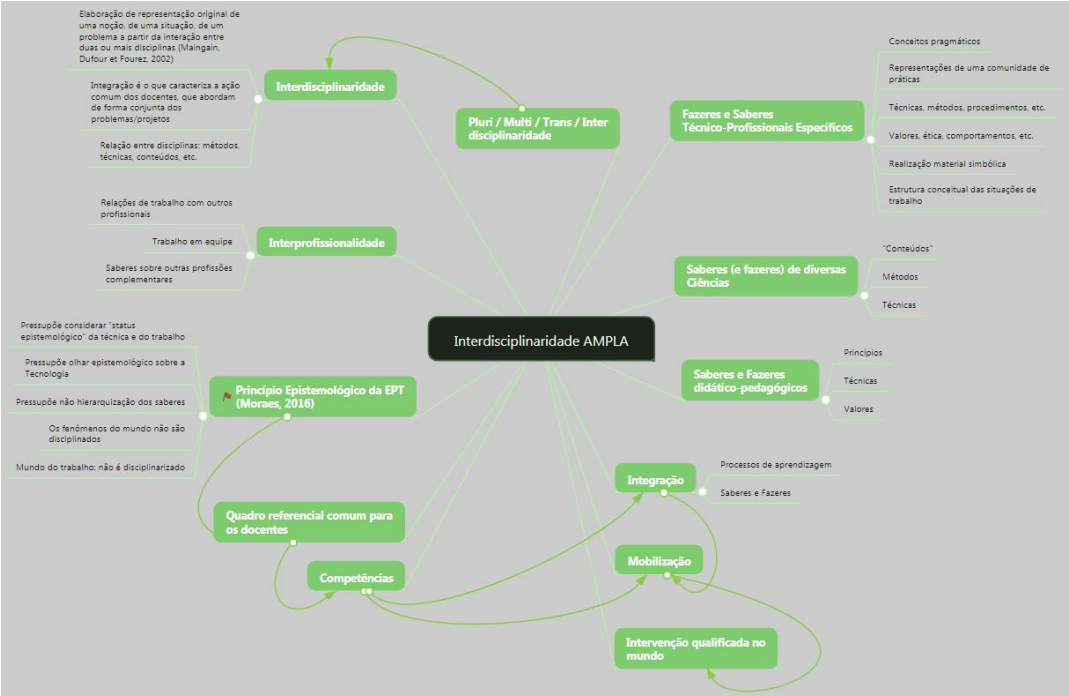 Elaboração de representação original de
uma noção, de uma situação, de um
problema a partir da interação entre
duas ou mais disciplinas (Maingain,
Dufour et Fourez, 2002)
Integração é o que caracteriza a ação
comum dos docentes, que abordam
de forma conjunta dos
problemas/projetos
Relação entre disciplinas: métodos,
técnicas, conteúdos, etc.
Interdisciplinaridade
Pluri / Multi / Trans / Inter
disciplinaridade
Fazeres e Saberes
Técnico-Profissionais Específicos
Conceitos pragmáticos
Representações de uma comunidade de
práticas
Técnicas, métodos, procedimentos, etc.
Valores, ética, comportamentos, etc.
Realização material simbólica
Estrutura conceitual das situações de
trabalho
Relações de trabalho com outros
profissionais
Trabalho em equipe
Saberes sobre outras profissões
complementares
Interprofissionalidade
Saberes (e fazeres) de diversas
Ciências
"Conteúdos"
Métodos
Técnicas
Interdisciplinaridade AMPLA
Saberes e Fazeres
didático-pedagógicos
Princípios
Técnicas
Valores
Pressupõe considerar "status
epistemológico" da técnica e do trabalho
Pressupõe olhar epistemológico sobre a
Tecnologia
Pressupõe não hierarquização dos saberes
Os fenômenos do mundo não são
disciplinados
Mundo do trabalho: não é disciplinarizado
Princípio Epistemológico da EPT
(Moraes, 2016)
Quadro referencial comum para
os docentes
Competências
Integração
Processos de aprendizagem
Saberes e Fazeres
Mobilização
Intervenção qualificada no
mundo